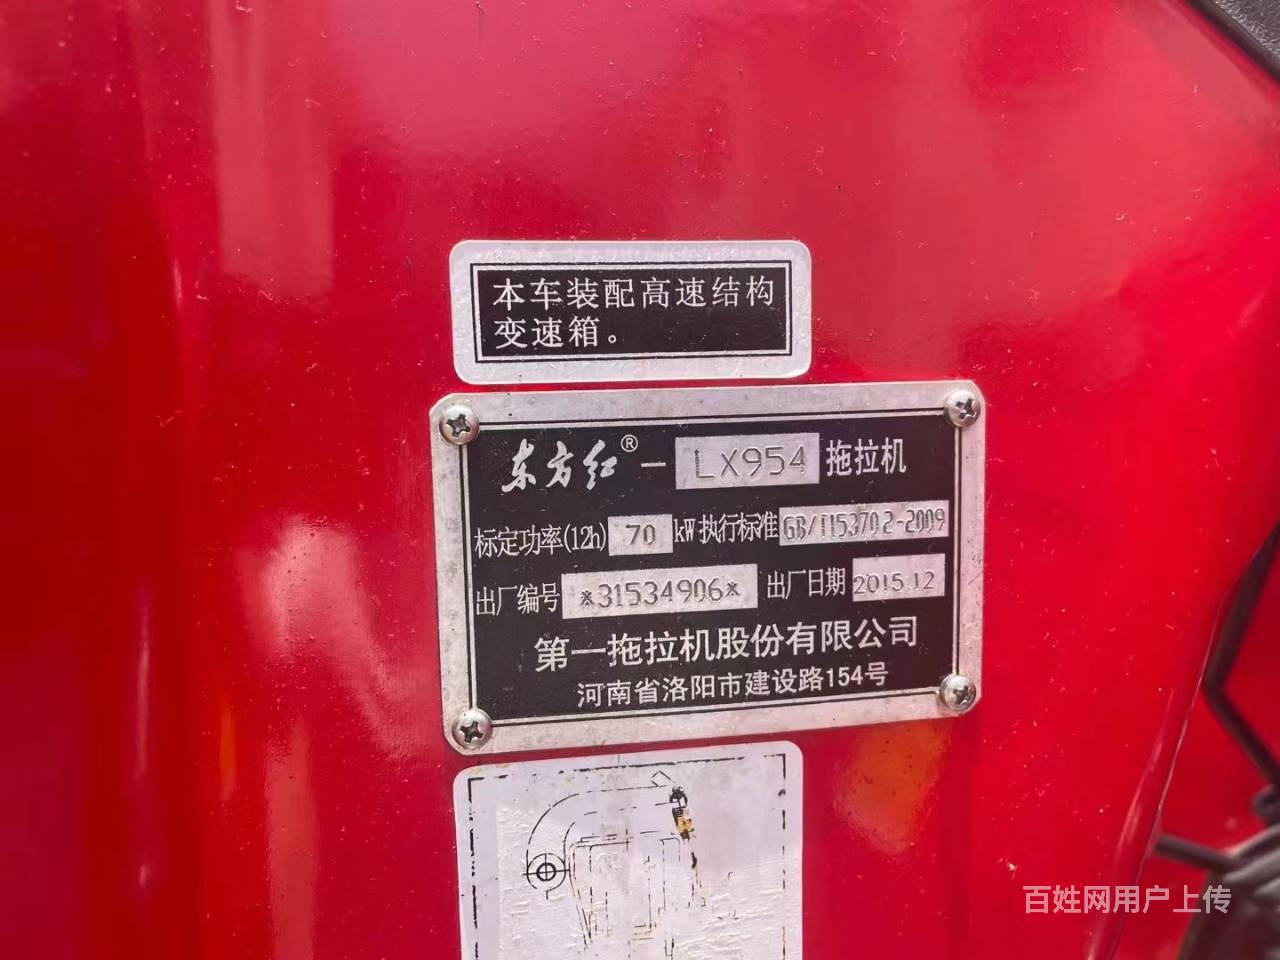 本车装配高速结构
变速箱。
东方红®-LX954拖拉机
标定功率(12h) 70 kW 执行标准 GB/T15370.2-2009
出厂编号 *31534906* 出厂日期 2015.12
第一拖拉机股份有限公司
河南省洛阳市建设路154号
百姓网用户上传